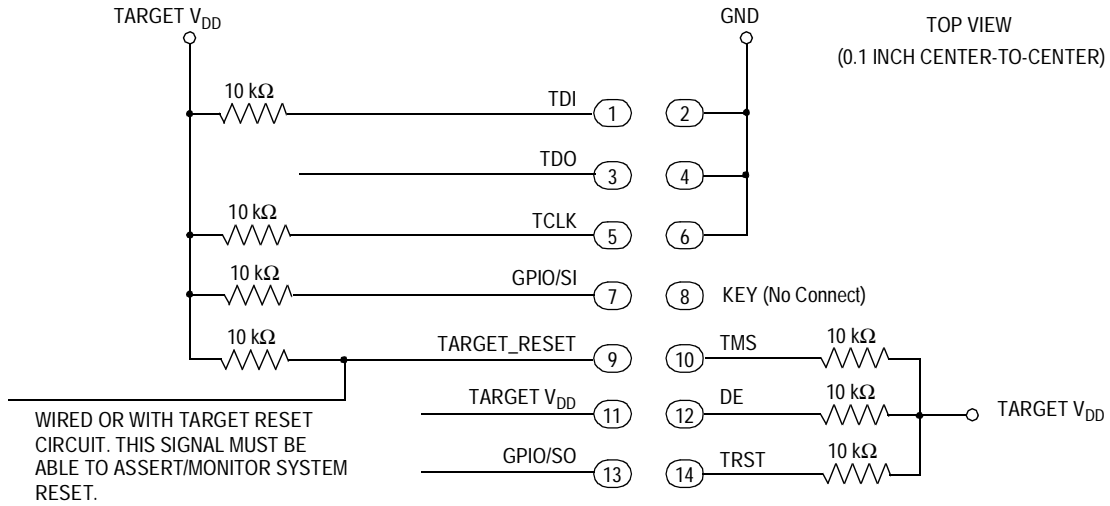 TARGET VDD
GND
TOP VIEW
(0.1 INCH CENTER-TO-CENTER)
10 kΩ
TDI
1
2
TDO
3
4
10 kΩ
TCLK
5
6
10 kΩ
GPIO/SI
7
8
KEY (No Connect)
10 kΩ
TARGET_RESET
9
10
TMS
10 kΩ
TARGET VDD
11
12
DE
10 kΩ
TARGET VDD
WIRED OR WITH TARGET RESET
CIRCUIT. THIS SIGNAL MUST BE
ABLE TO ASSERT/MONITOR SYSTEM
RESET.
GPIO/SO
13
14
TRST
10 kΩ